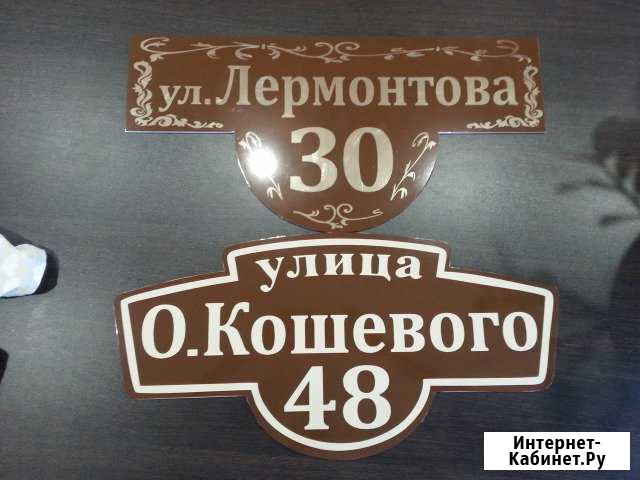 ул. Лермонтова
30
улица
О.Кошевого
48
Интернет-
Кабинет.Ру